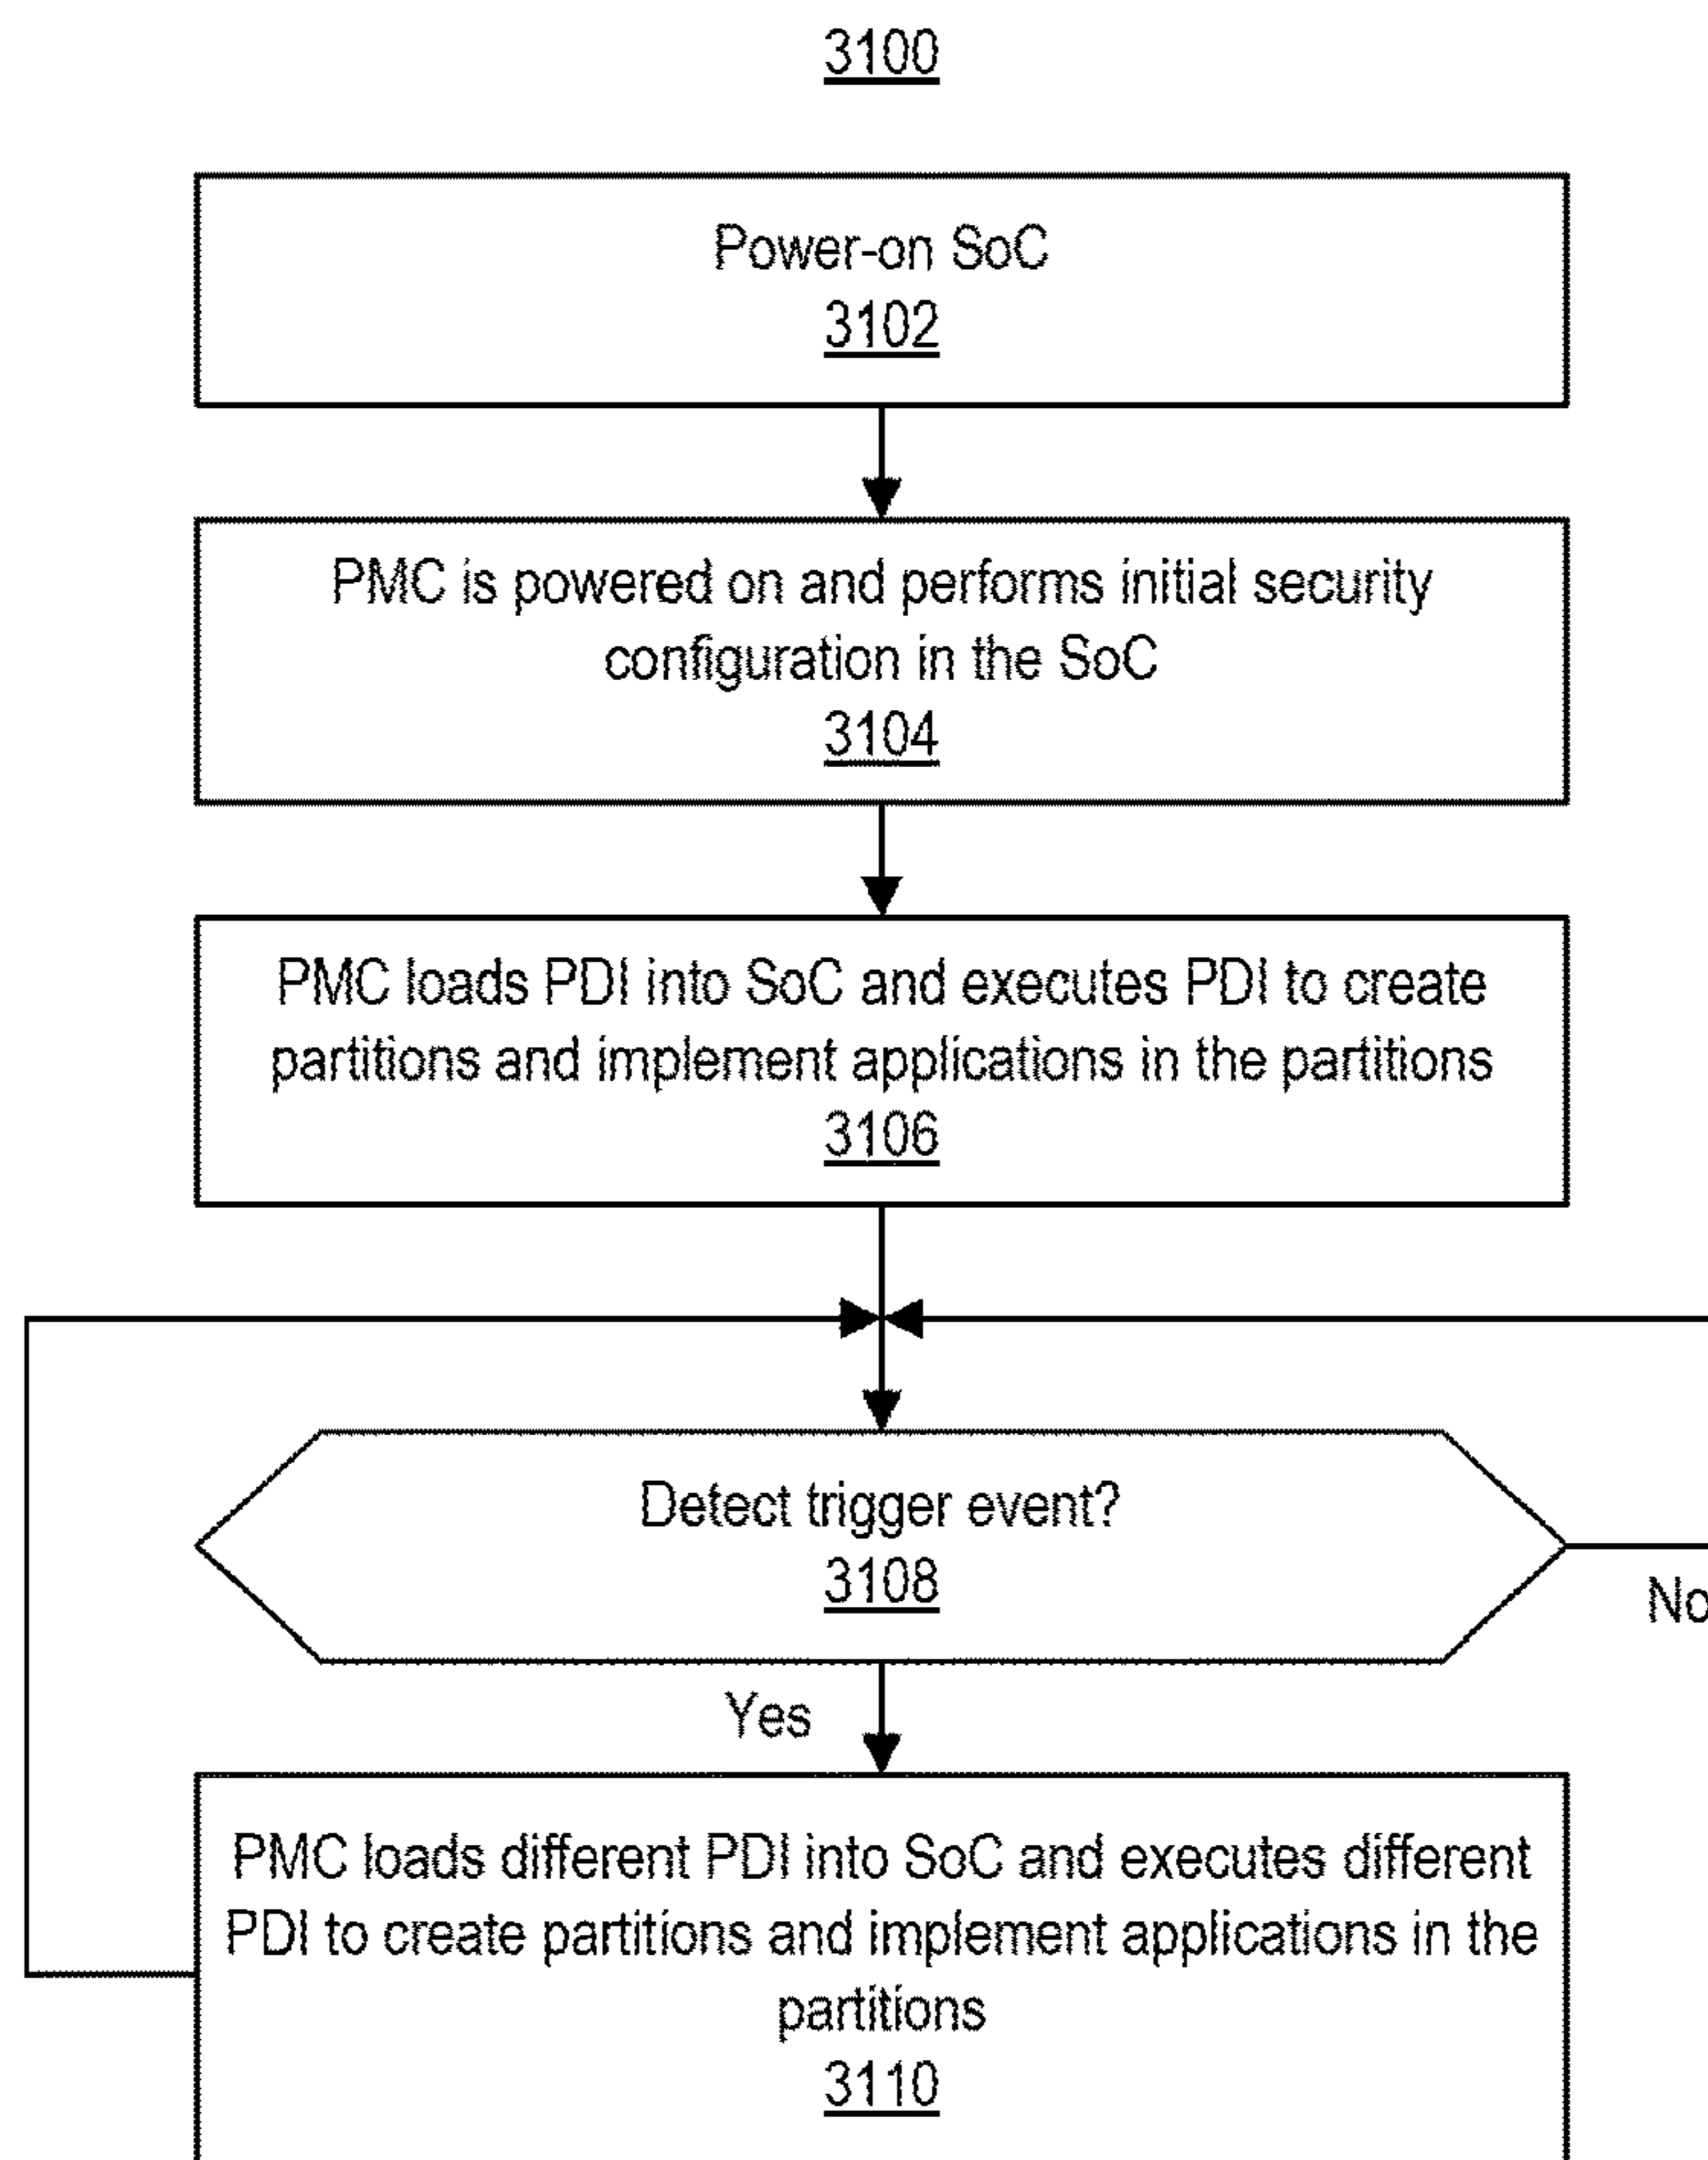 3100
Power-on SoC
3102
PMC is powered on and performs initial security
configuration in the SoC
3104
PMC loads PDI into SoC and executes PDI to create
partitions and implement applications in the partitions
3106
Detect trigger event?
3108
No
Yes
PMC loads different PDI into SoC and executes different
PDI to create partitions and implement applications in the
partitions
3110